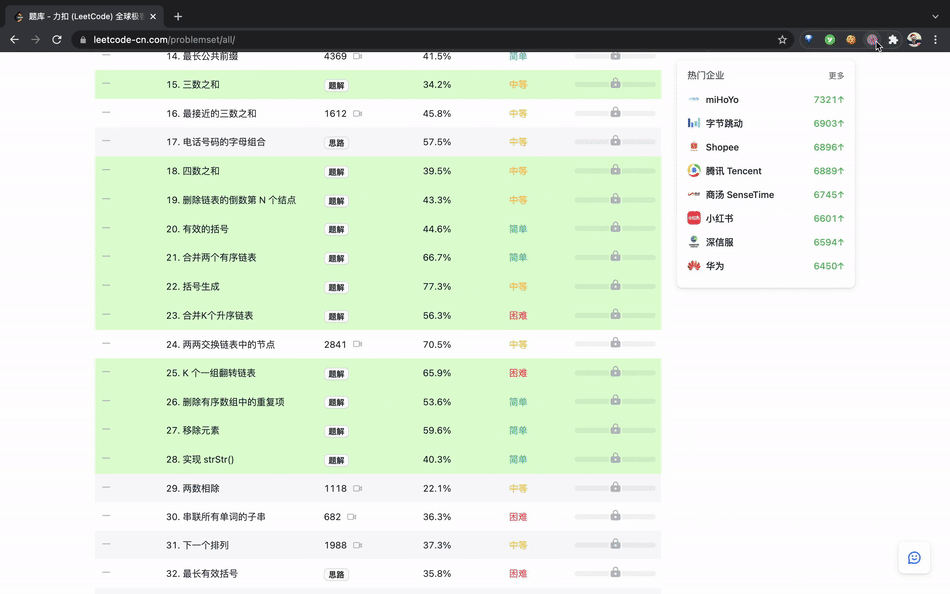 题库 - 力扣 (LeetCode) 全球极
leetcode-cn.com/problemset/all/
14. 最长公共前缀 4369 41.5% 简单
15. 三数之和 题解 34.2% 中等
16. 最接近的三数之和 1612 45.8% 中等
17. 电话号码的字母组合 思路 57.5% 中等
18. 四数之和 题解 39.5% 中等
19. 删除链表的倒数第 N 个结点 题解 43.3% 中等
20. 有效的括号 题解 44.6% 简单
21. 合并两个有序链表 题解 66.7% 简单
22. 括号生成 题解 77.3% 中等
23. 合并K个升序链表 题解 56.3% 困难
24. 两两交换链表中的节点 2841 70.5% 中等
25. K 个一组翻转链表 题解 65.9% 困难
26. 删除有序数组中的重复项 题解 53.6% 简单
27. 移除元素 题解 59.6% 简单
28. 实现 strStr() 题解 40.3% 简单
29. 两数相除 1118 22.1% 中等
30. 串联所有单词的子串 682 36.3% 困难
31. 下一个排列 1988 37.3% 中等
32. 最长有效括号 思路 35.8% 困难
热门企业 更多
miHoYo 7321↑
字节跳动 6903↑
Shopee 6896↑
腾讯 Tencent 6889↑
商汤 SenseTime 6745↑
小红书 6601↑
深信服 6594↑
华为 6450↑